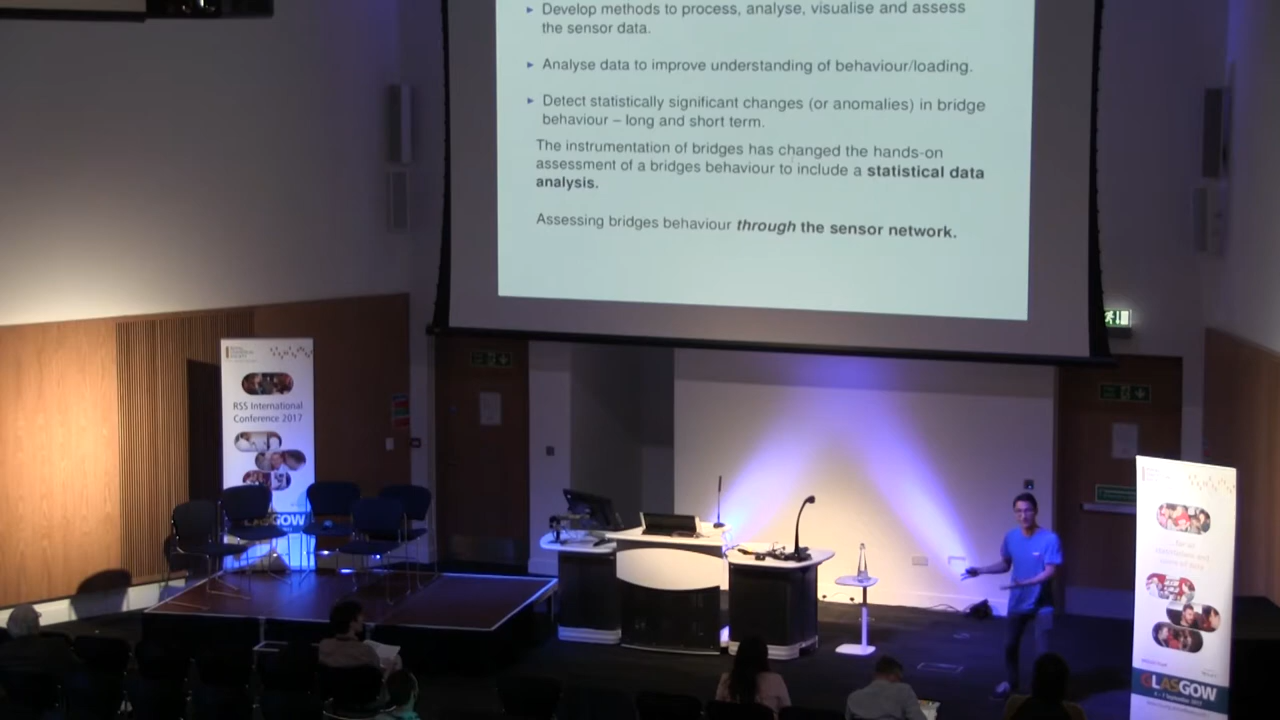 ► Develop methods to process, analyse, visualise and assess
the sensor data.
► Analyse data to improve understanding of behaviour/loading.
► Detect statistically significant changes (or anomalies) in bridge
behaviour – long and short term.
The instrumentation of bridges has changed the hands-on
assessment of a bridges behaviour to include a statistical data
analysis.
Assessing bridges behaviour through the sensor network.
RSS International
Conference 2017
GLASGOW
GLASGOW